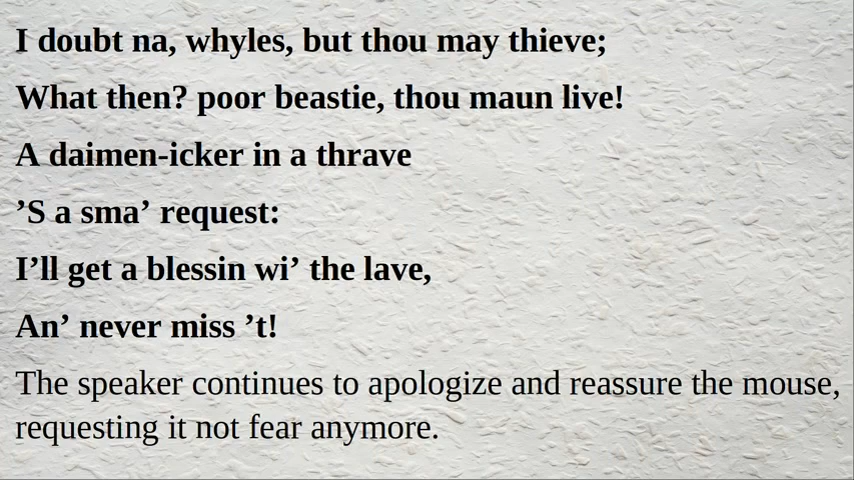 I doubt na, whyles, but thou may thieve;
What then? poor beastie, thou maun live!
A daimen-icker in a thrave
’S a sma’ request:
I’ll get a blessin wi’ the lave,
An’ never miss ’t!
The speaker continues to apologize and reassure the mouse,
requesting it not fear anymore.